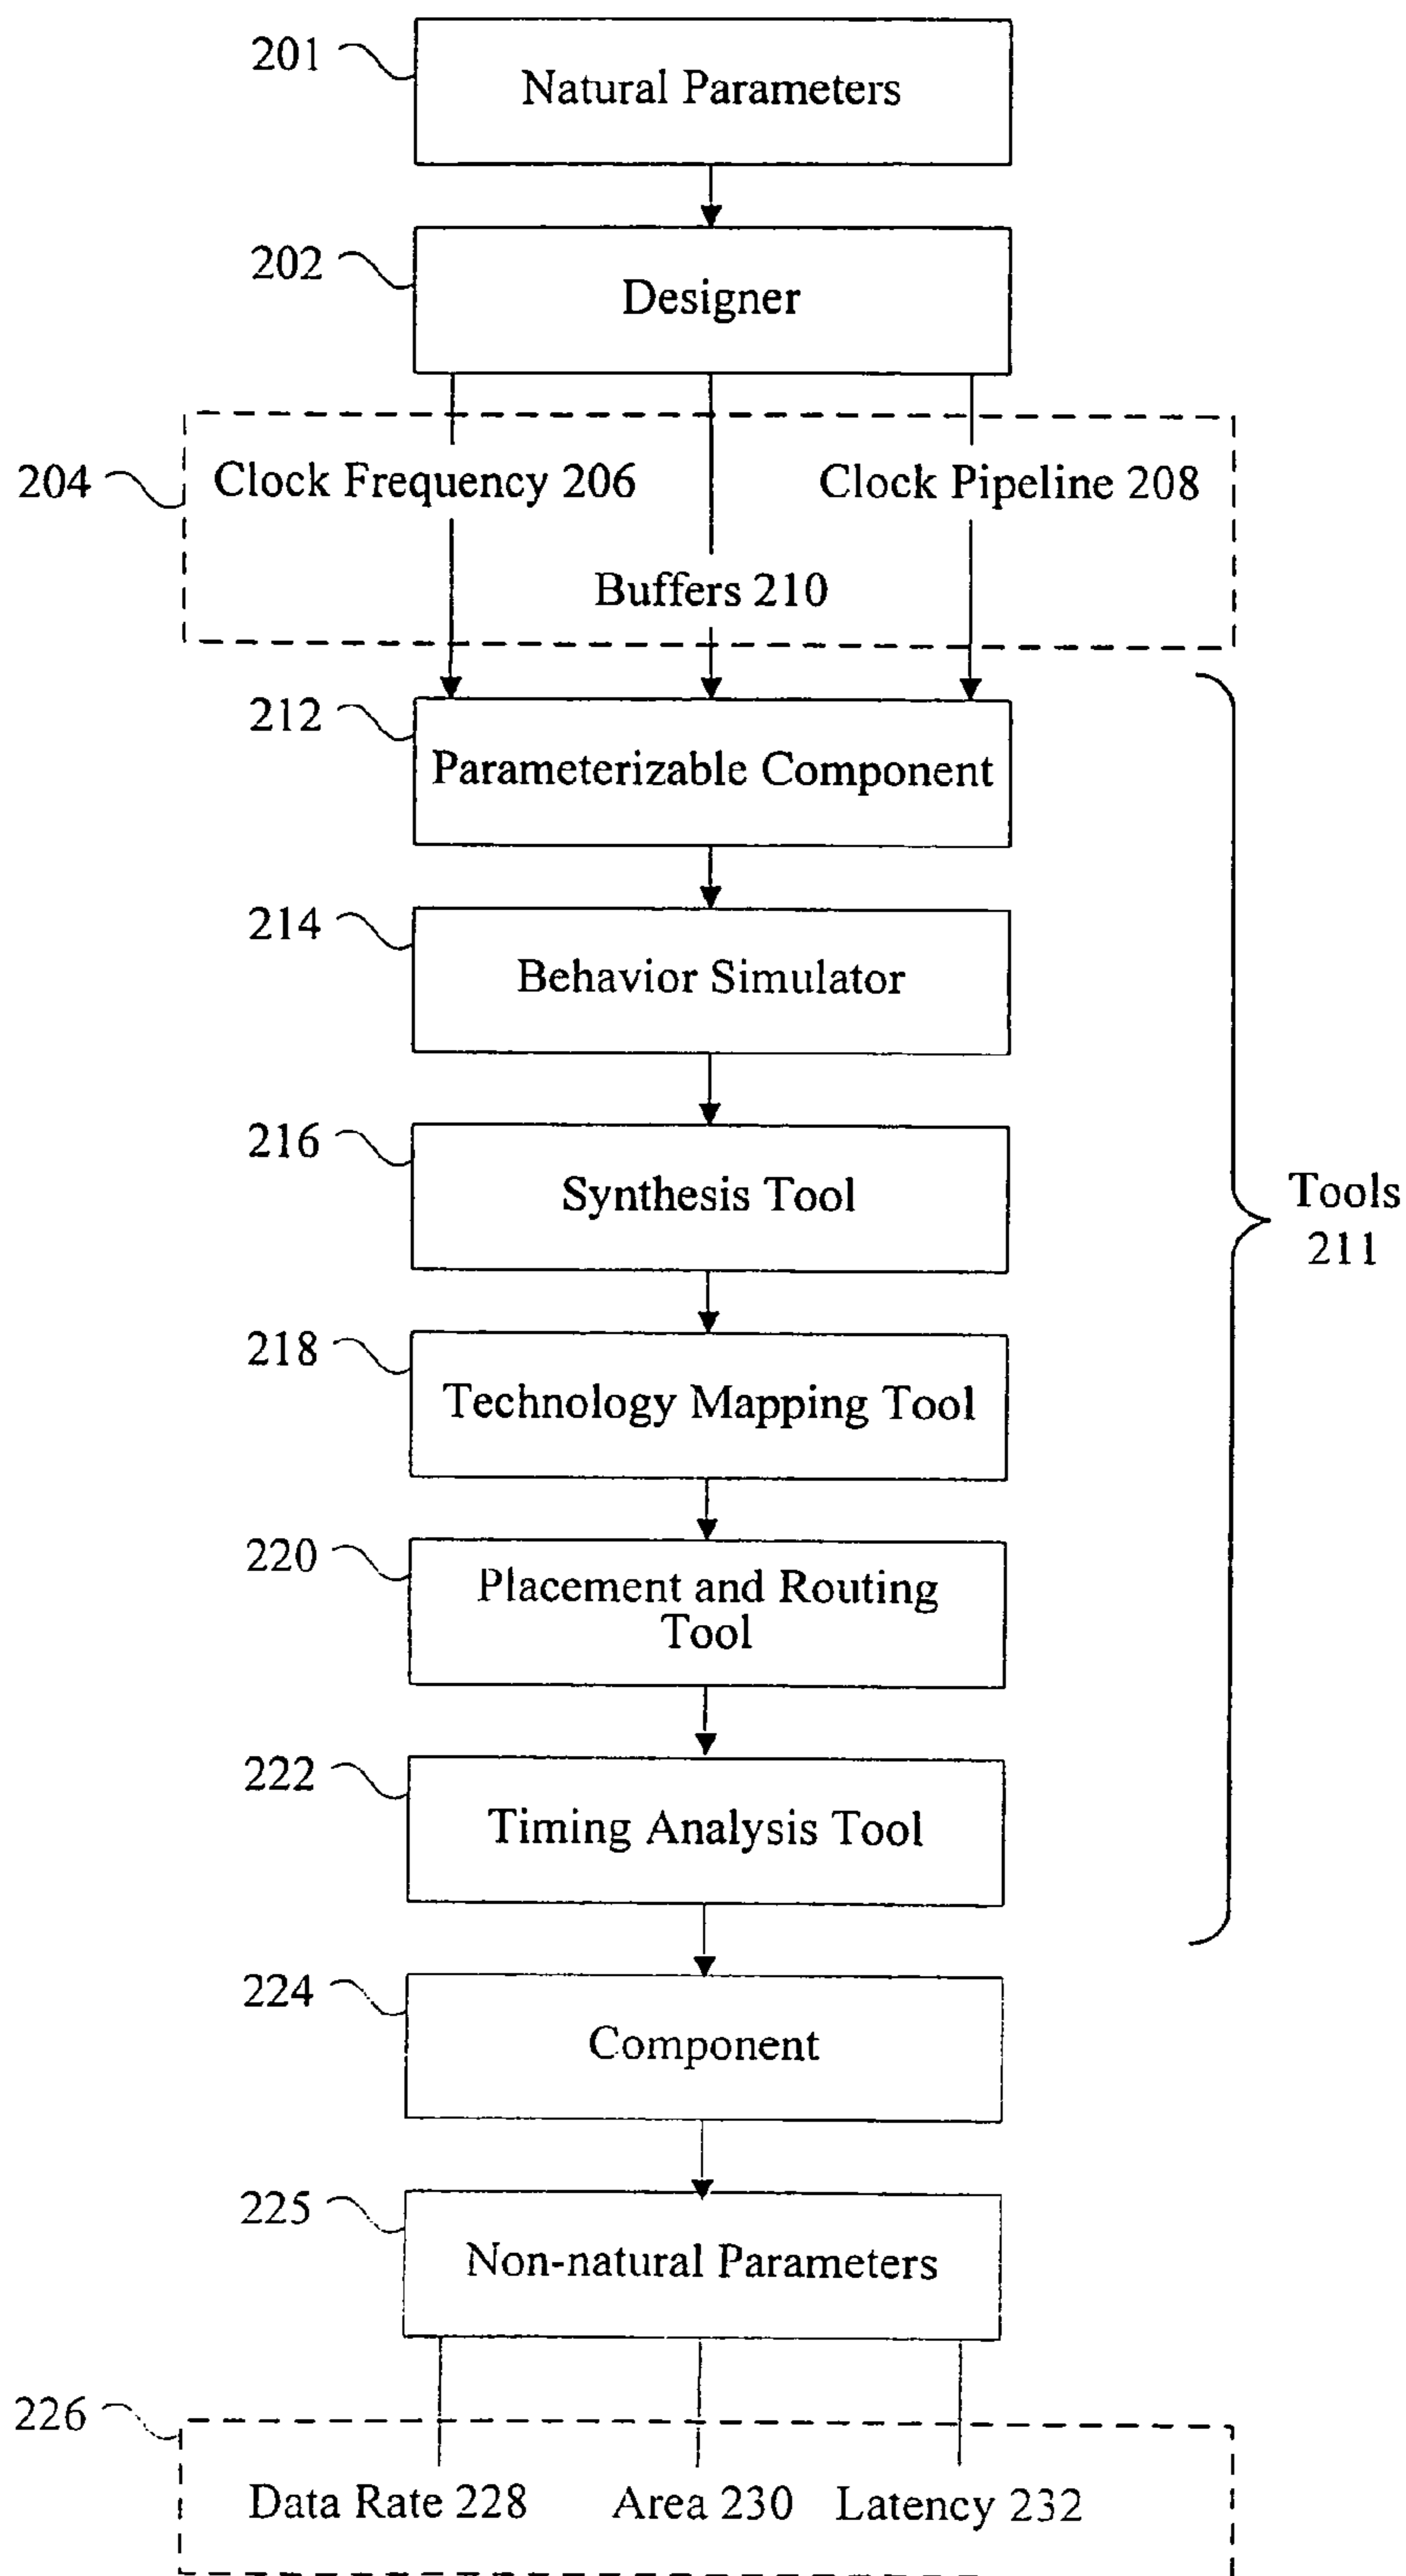 201
Natural Parameters
202
Designer
204
Clock Frequency 206
Clock Pipeline 208
Buffers 210
212
Parameterizable Component
214
Behavior Simulator
216
Synthesis Tool
Tools
211
218
Technology Mapping Tool
220
Placement and Routing
Tool
222
Timing Analysis Tool
224
Component
225
Non-natural Parameters
226
Data Rate 228
Area 230
Latency 232